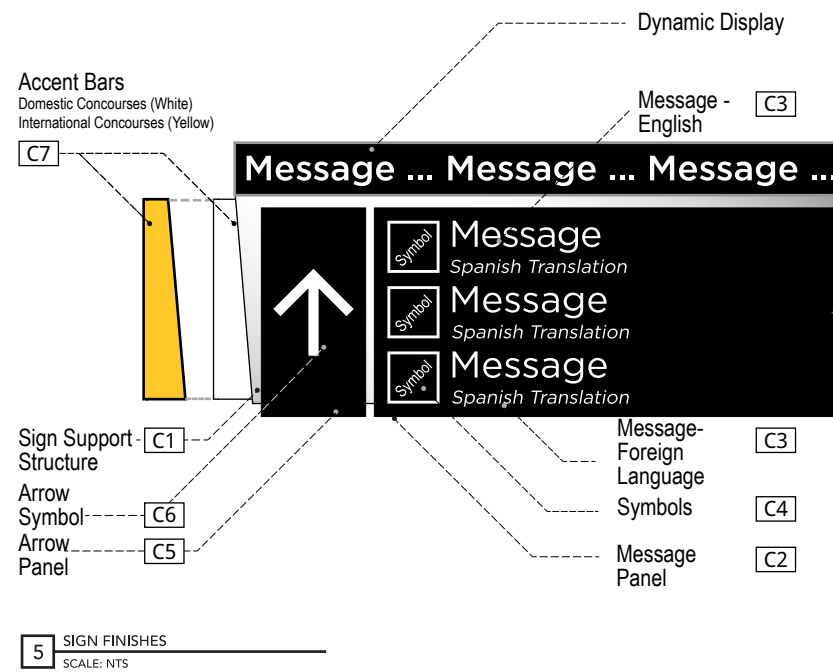 Dynamic Display
Accent Bars
Domestic Concourses (White)
International Concourses (Yellow)
C7
Message -
English
C3
Message ... Message ... Message ...
Symbol
Message
Spanish Translation
Symbol
Message
Spanish Translation
Symbol
Message
Spanish Translation
Sign Support
Structure
C1
Arrow
Symbol
C6
Arrow
Panel
C5
Message-
Foreign
Language
C3
Symbols
C4
Message
Panel
C2
5
SIGN FINISHES
SCALE: NTS